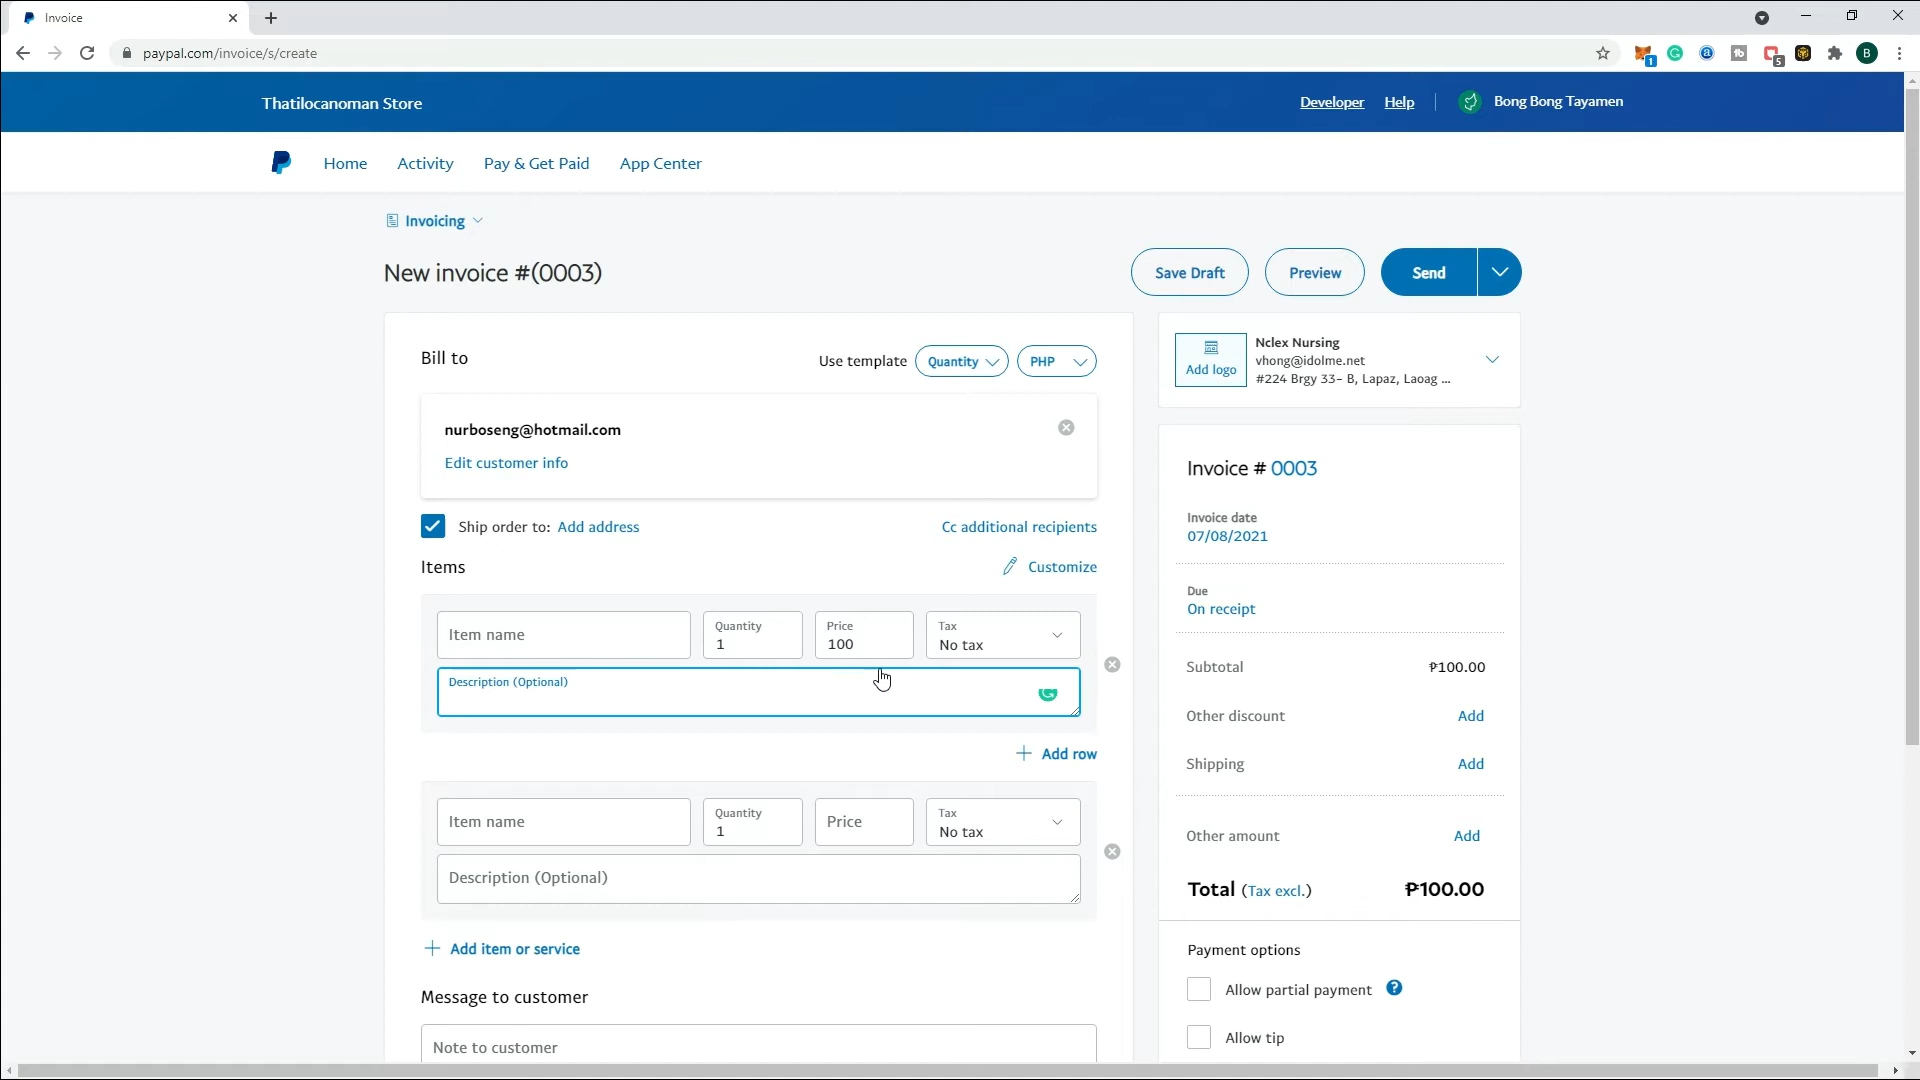 Invoice
paypal.com/invoice/s/create
1
5
B
Thatilocanoman Store
Developer Help Bong Bong Tayamen
Home Activity Pay & Get Paid App Center
Invoicing
New invoice #(0003)
Save Draft Preview Send
Bill to
Use template Quantity PHP
nurboseng@hotmail.com
Edit customer info
Ship order to: Add address
Cc additional recipients
Items
Customize
Item name
Quantity
1
Price
100
Tax
No tax
Description (Optional)
Add row
Item name
Quantity
1
Price
Tax
No tax
Description (Optional)
Add item or service
Message to customer
Note to customer
Add logo
Nclex Nursing
vhong@idolme.net
#224 Brgy 33- B, Lapaz, Laoag ...
Invoice # 0003
Invoice date
07/08/2021
Due
On receipt
Subtotal ₱100.00
Other discount Add
Shipping Add
Other amount Add
Total (Tax excl.) ₱100.00
Payment options
Allow partial payment ?
Allow tip